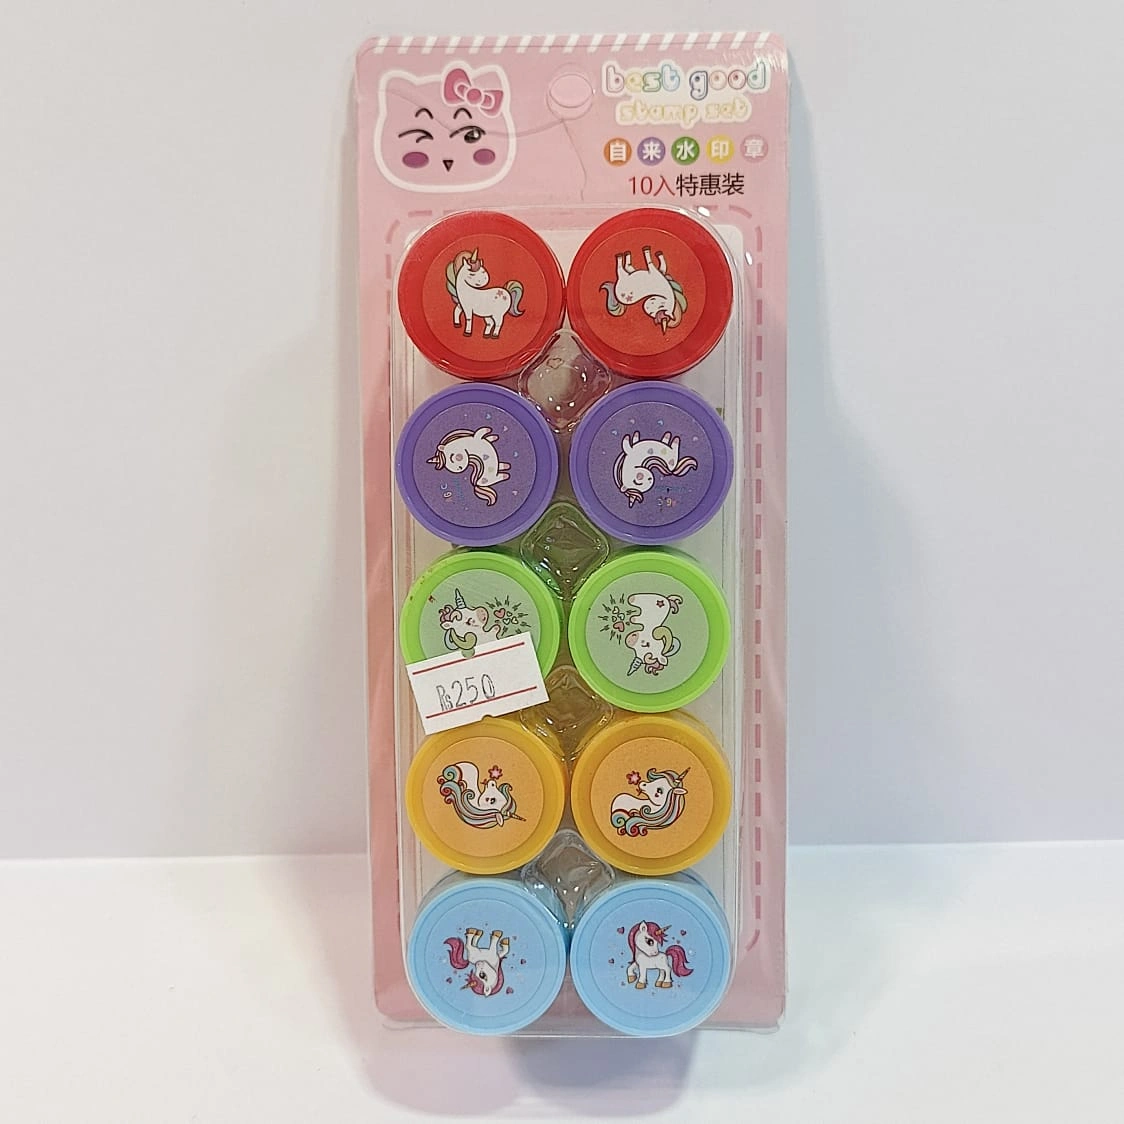 best good
stamp set
自来水印章
10入特惠装
Rs250